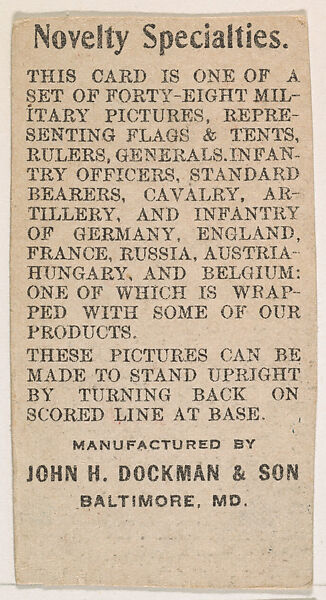 Novelty Specialties.
THIS CARD IS ONE OF A
SET OF FORTY-EIGHT MIL-
ITARY PICTURES, REPRE-
SENTING FLAGS & TENTS,
RULERS, GENERALS. INFAN-
TRY OFFICERS, STANDARD
BEARERS, CAVALRY, AR-
TILLERY, AND INFANTRY
OF GERMANY, ENGLAND,
FRANCE, RUSSIA, AUSTRIA-
HUNGARY, AND BELGIUM:
ONE OF WHICH IS WRAP-
PED WITH SOME OF OUR
PRODUCTS.
THESE PICTURES CAN BE
MADE TO STAND UPRIGHT
BY TURNING BACK ON
SCORED LINE AT BASE.
MANUFACTURED BY
JOHN H. DOCKMAN & SON
BALTIMORE, MD.